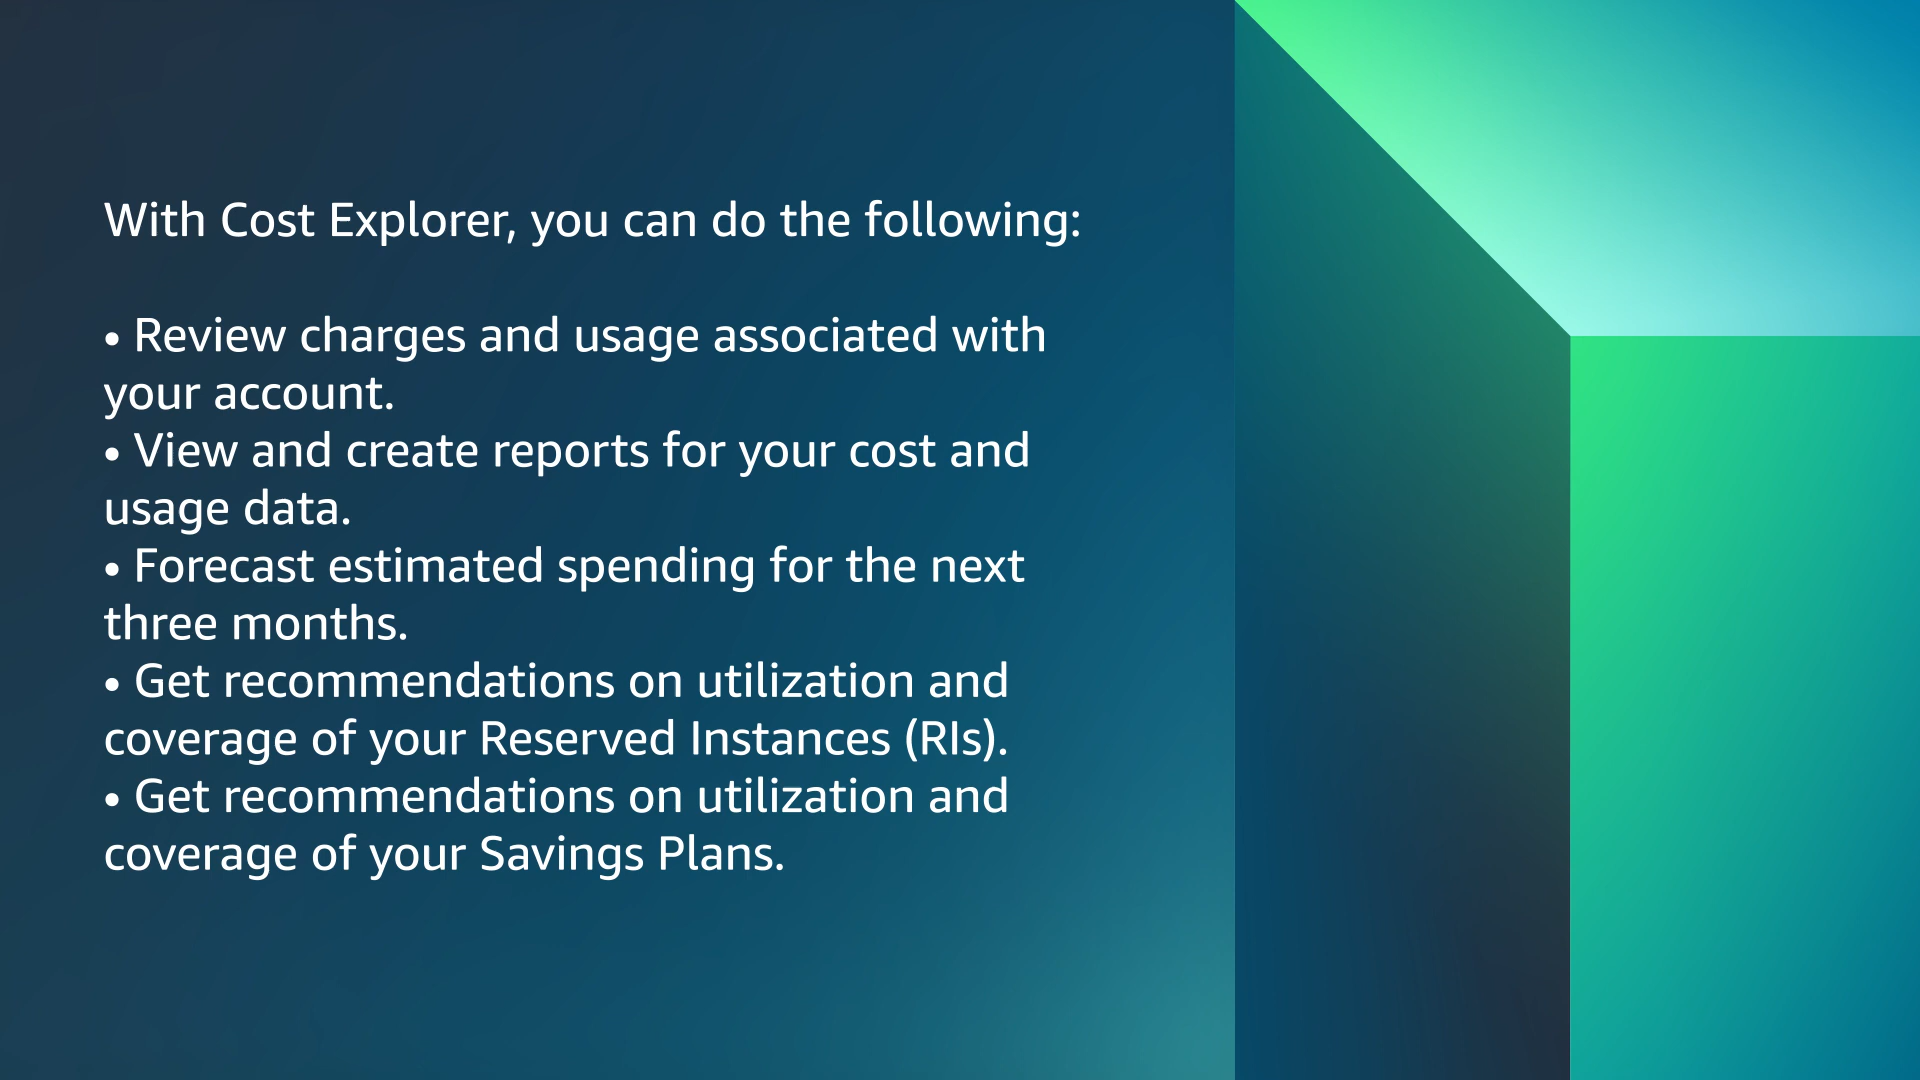 With Cost Explorer, you can do the following:
• Review charges and usage associated with
your account.
• View and create reports for your cost and
usage data.
• Forecast estimated spending for the next
three months.
• Get recommendations on utilization and
coverage of your Reserved Instances (RIs).
• Get recommendations on utilization and
coverage of your Savings Plans.